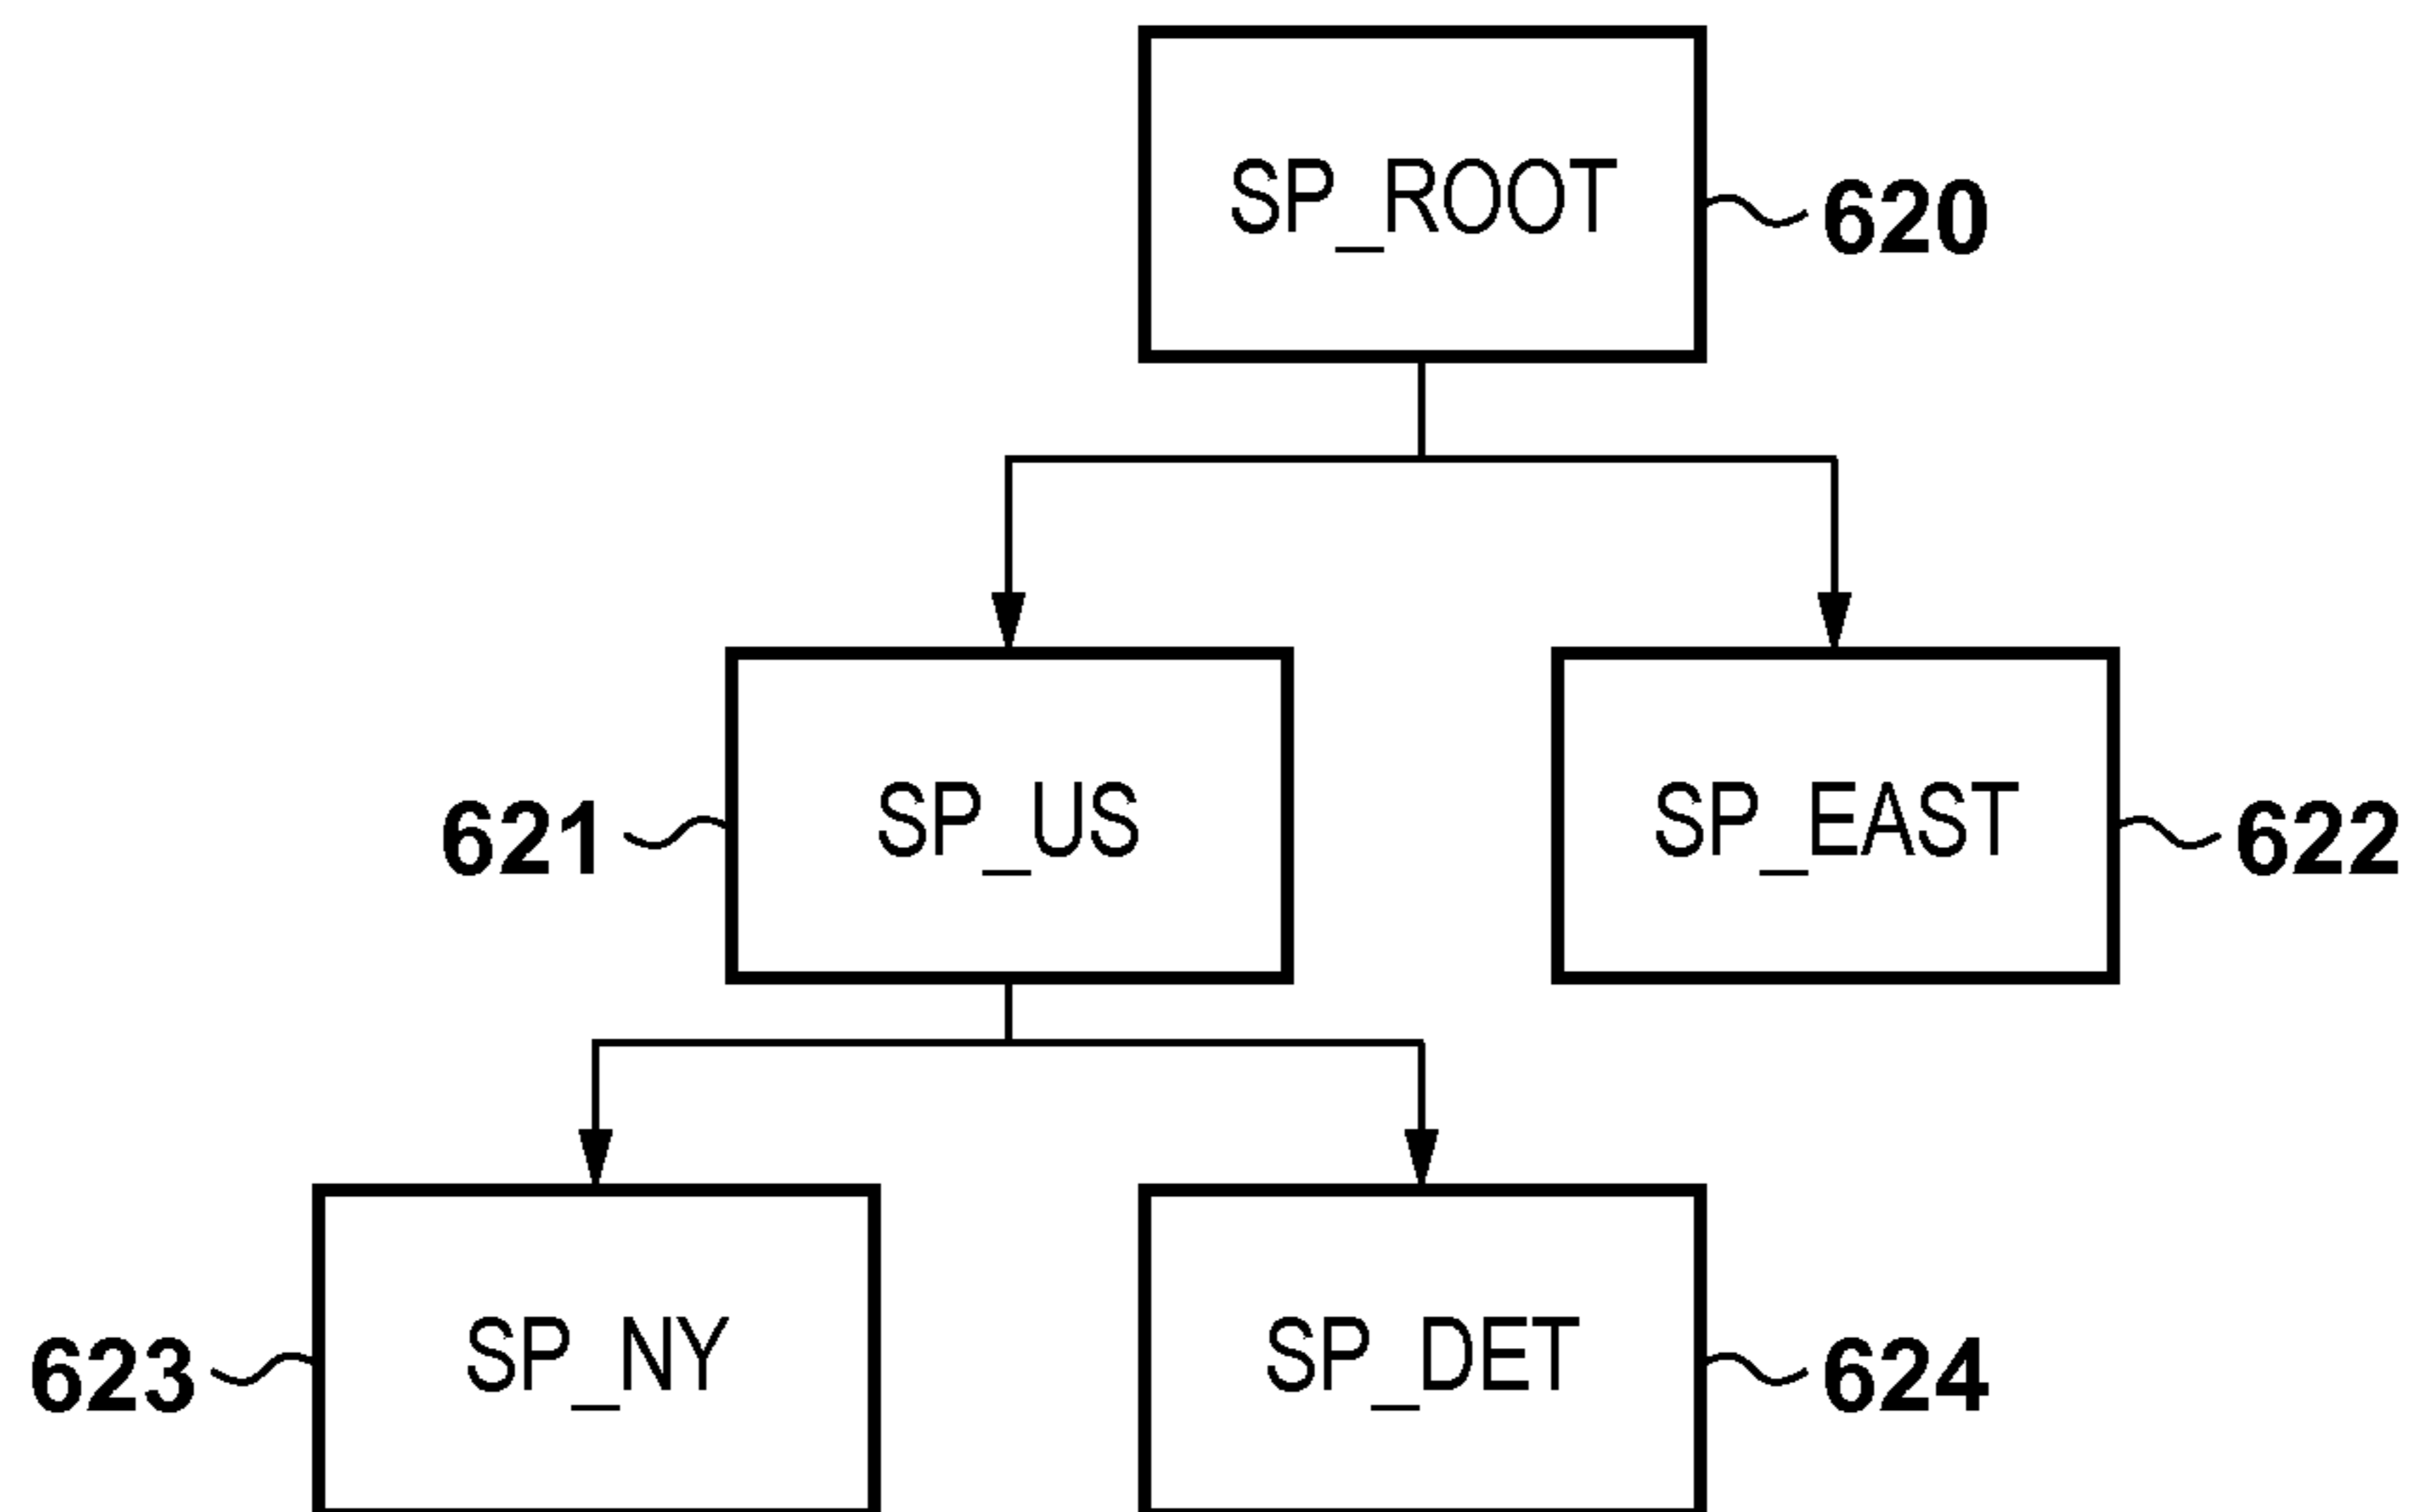 SP_ROOT
620
621
SP_US
SP_EAST
622
623
SP_NY
SP_DET
624